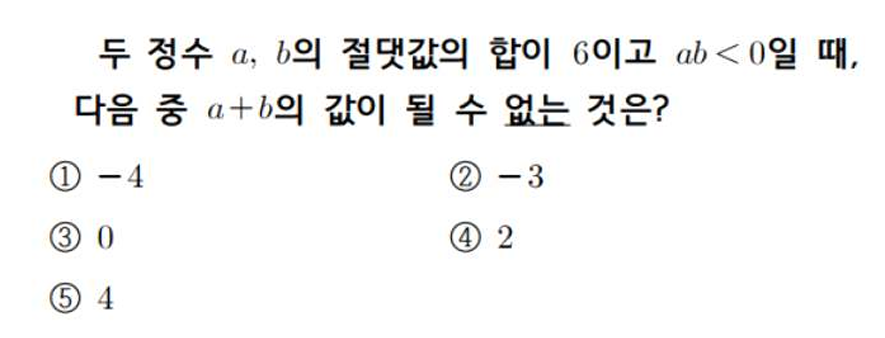 두 정수 a, b의 절댓값의 합이 6이고 ab<0일 때,
다음 중 a+b의 값이 될 수 없는 것은?
① -4 ② -3
③ 0 ④ 2
⑤ 4